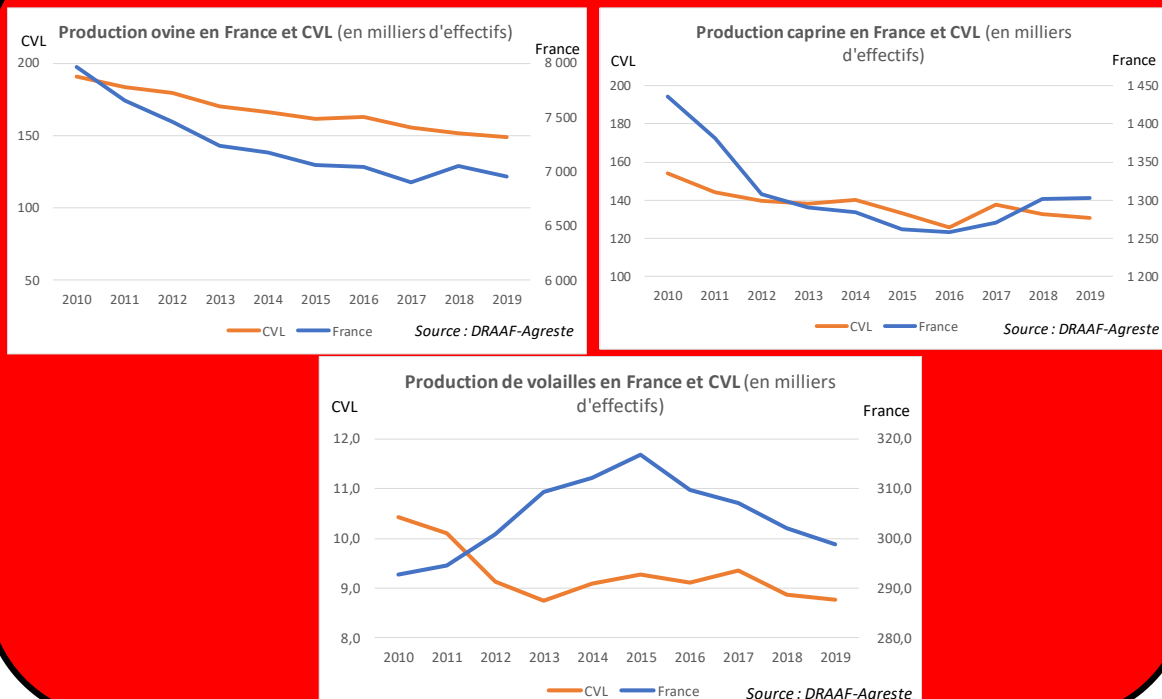 Production ovine en France et CVL (en milliers d'effectifs)
CVL
France
200
150
100
50
8 000
7 500
7 000
6 500
6 000
2010 2011 2012 2013 2014 2015 2016 2017 2018 2019
CVL France
Source : DRAAF-Agreste
Production caprine en France et CVL (en milliers
d'effectifs)
CVL
France
200
180
160
140
120
100
1 450
1 400
1 350
1 300
1 250
1 200
2010 2011 2012 2013 2014 2015 2016 2017 2018 2019
CVL France
Source : DRAAF-Agreste
Production de volailles en France et CVL (en milliers
d'effectifs)
CVL
France
12,0
11,0
10,0
9,0
8,0
320,0
310,0
300,0
290,0
280,0
2010 2011 2012 2013 2014 2015 2016 2017 2018 2019
CVL France
Source : DRAAF-Agreste